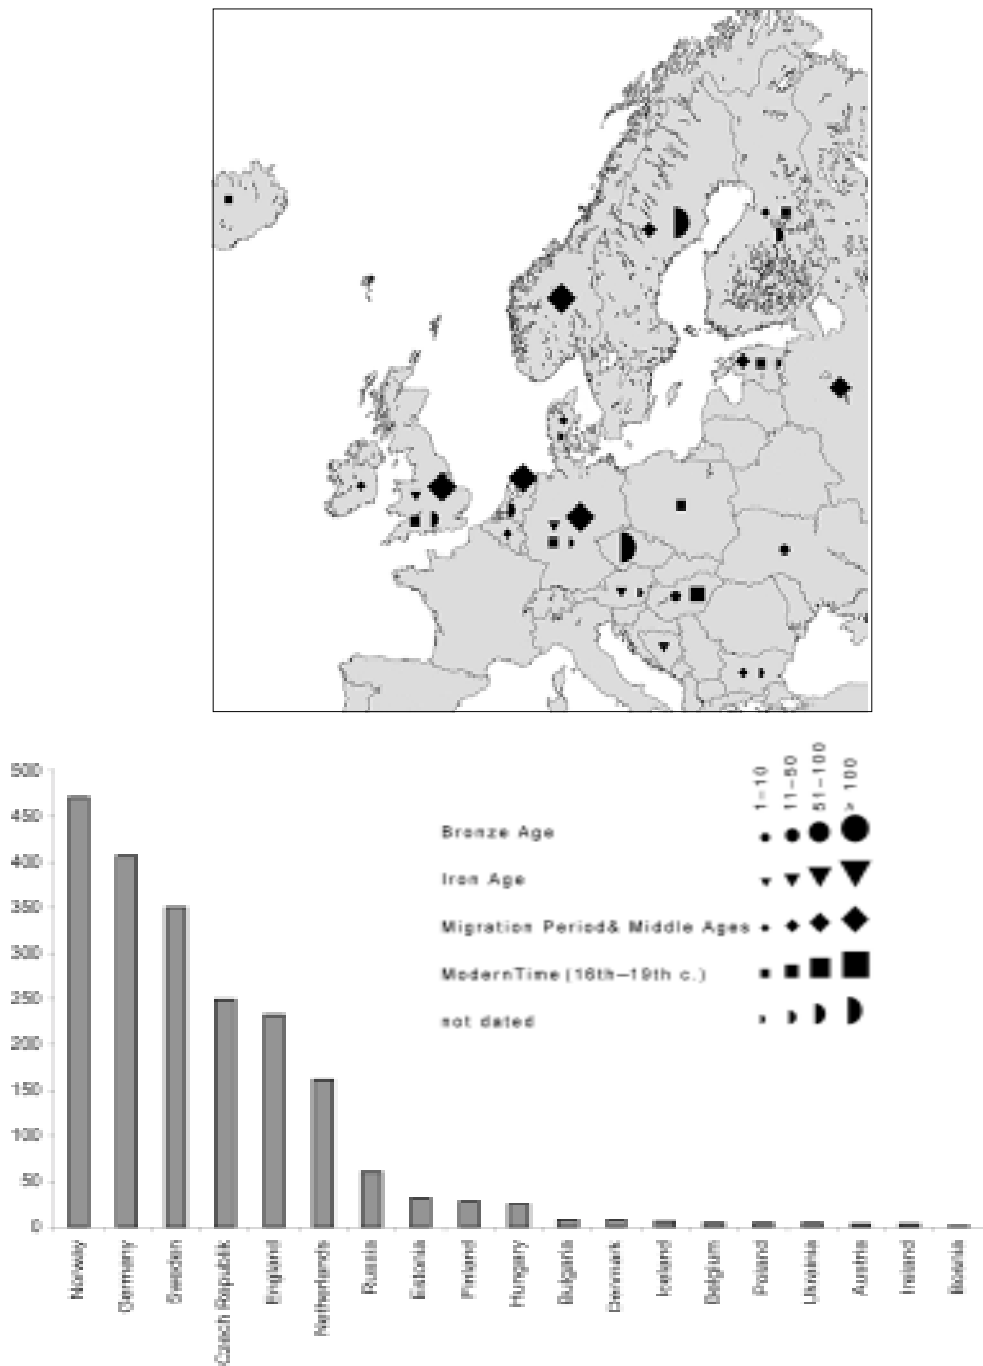 1–10 11–50 51–100 > 100
Bronze Age
Iron Age
Migration Period& Middle Ages
ModernTime (16th–19th c.)
not dated
500
450
400
350
300
250
200
150
100
50
0
Norway
Germany
Sweden
Czech Republik
England
Netherlands
Russia
Estonia
Finland
Hungary
Bulgaria
Denmark
Iceland
Belgium
Poland
Ukrainia
Austria
Ireland
Bosnia